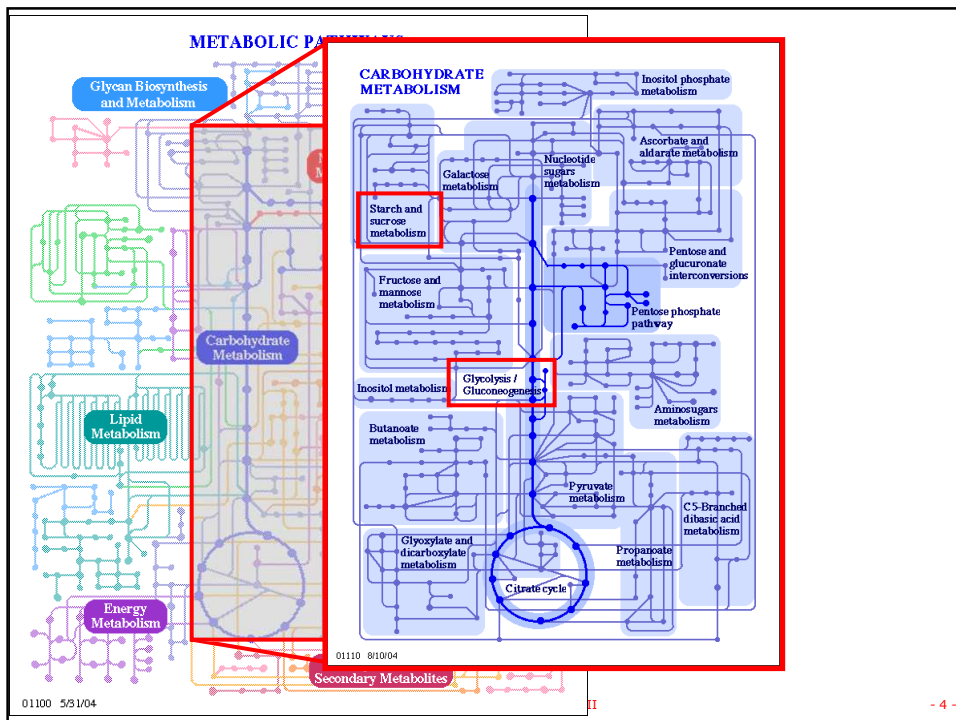 METABOLIC
CARBOHYDRATE
METABOLISM
Glycan Biosynthesis
and Metabolism
Inositol phosphate
metabolism
Ascorbate and
aldarate metabolism
Nucleotide
sugars
metabolism
Galactose
metabolism
Starch and
sucrose
metabolism
Pentose and
glucuronate
interconversions
Fructose and
mannose
metabolism
Pentose phosphate
pathway
Carbohydrate
Metabolism
Glycolysis /
Gluconeogenesis
Inositol metabolism
Aminosugars
metabolism
Lipid
Metabolism
Butanoate
metabolism
Pyruvate
metabolism
C5-Branched
dibasic acid
metabolism
Glyoxylate and
dicarboxylate
metabolism
Propanoate
metabolism
Citrate cycle
Energy
Metabolism
01110 8/10/04
Secondary Metabolites
01100 5/31/04
II
- 4 -